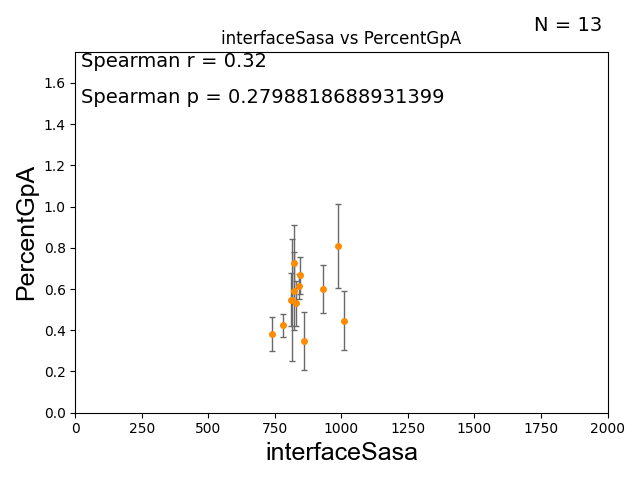 N = 13
interfaceSasa vs PercentGpA
Spearman r = 0.32
Spearman p = 0.2798818688931399
PercentGpA
1.6
1.4
1.2
1.0
0.8
0.6
0.4
0.2
0.0
0 250 500 750 1000 1250 1500 1750 2000
interfaceSasa